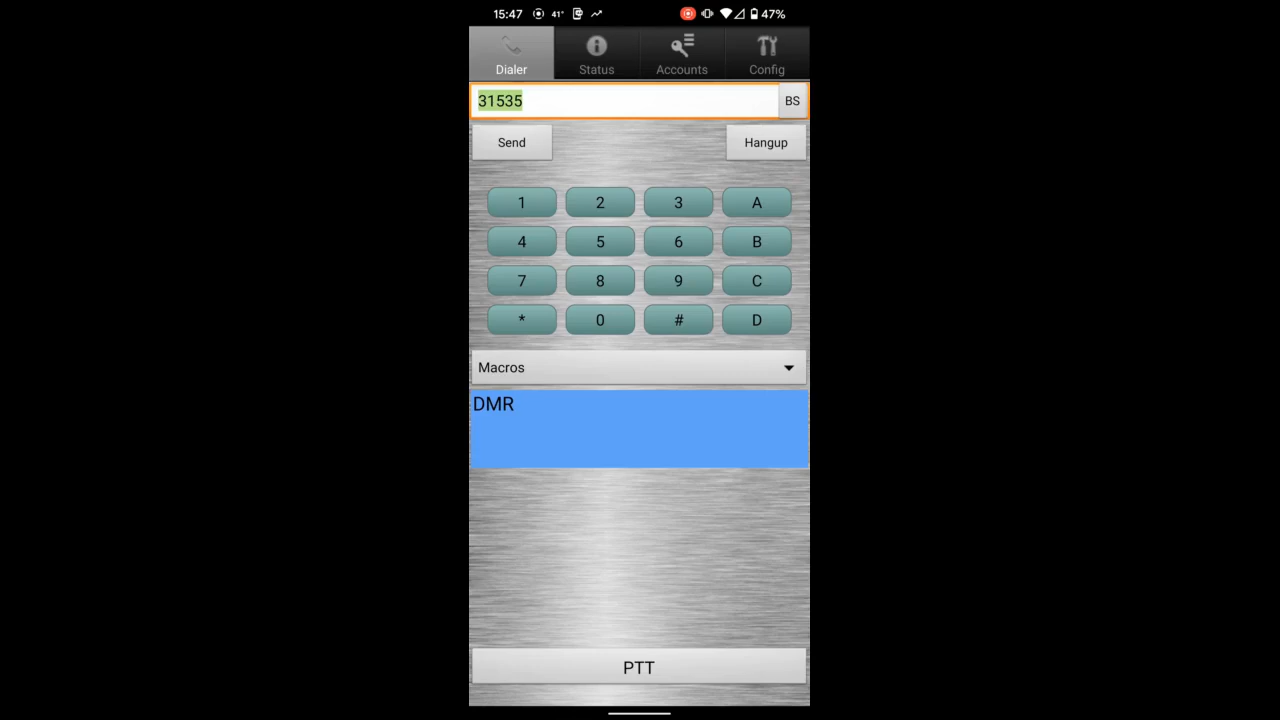 15:47 41° 47%
Dialer Status Accounts Config
31535 BS
Send Hangup
1 2 3 A
4 5 6 B
7 8 9 C
* 0 # D
Macros
DMR
PTT